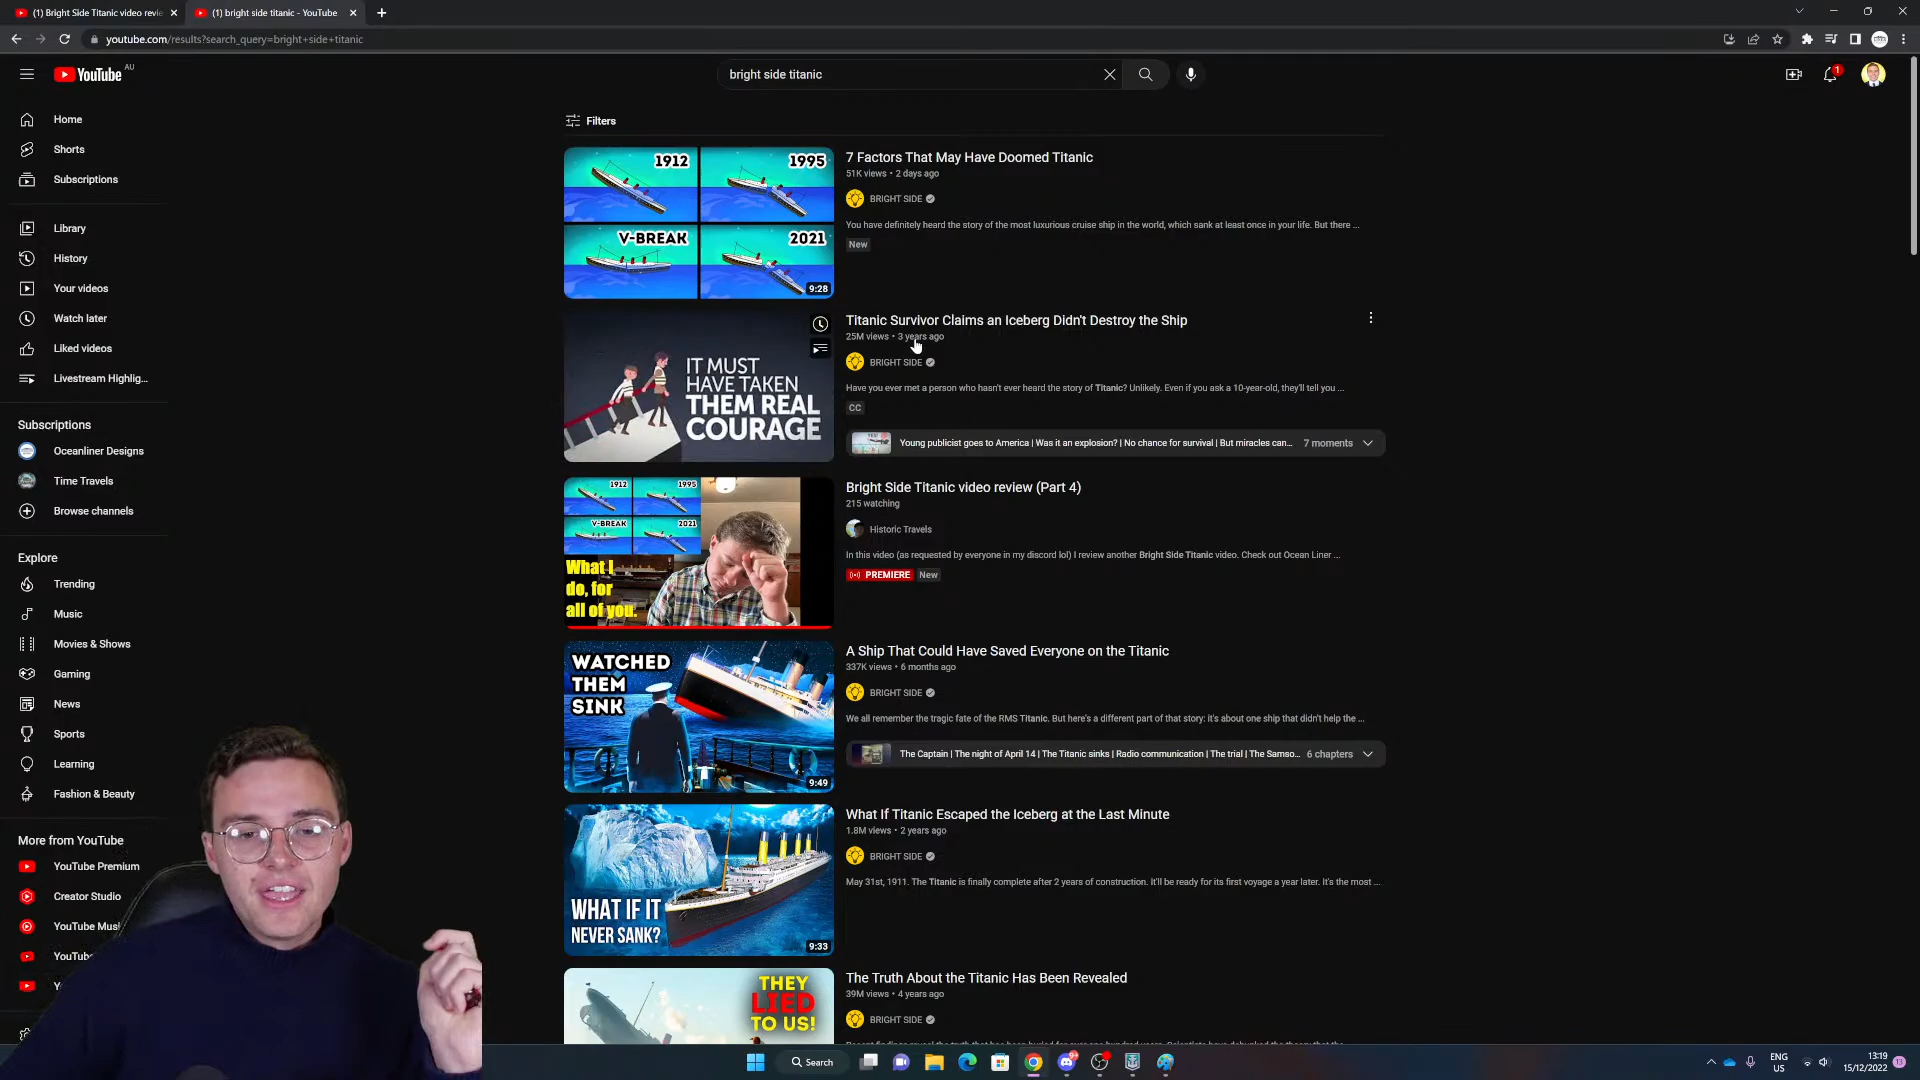 (1) Bright Side Titanic video revie
(1) bright side titanic - YouTube
youtube.com/results?search_query=bright+side+titanic
YouTube AU
bright side titanic
1
Home
Shorts
Subscriptions
Library
History
Your videos
Watch later
Liked videos
Livestream Highlig...
Subscriptions
Oceanliner Designs
Time Travels
Browse channels
Explore
Trending
Music
Movies & Shows
Gaming
News
Sports
Learning
Fashion & Beauty
More from YouTube
YouTube Premium
Creator Studio
YouTube Musi
YouTube
Y
Filters
1912
1995
V-BREAK
2021
9:28
7 Factors That May Have Doomed Titanic
51K views • 2 days ago
BRIGHT SIDE
You have definitely heard the story of the most luxurious cruise ship in the world, which sank at least once in your life. But there ...
New
IT MUST
HAVE TAKEN
THEM REAL
COURAGE
Titanic Survivor Claims an Iceberg Didn't Destroy the Ship
25M views • 3 years ago
BRIGHT SIDE
Have you ever met a person who hasn't ever heard the story of Titanic? Unlikely. Even if you ask a 10-year-old, they'll tell you ...
CC
Young publicist goes to America | Was it an explosion? | No chance for survival | But miracles can... 7 moments
1912
1995
V-BREAK
2021
What I
do, for
all of you.
Bright Side Titanic video review (Part 4)
215 watching
Historic Travels
In this video (as requested by everyone in my discord lol) I review another Bright Side Titanic video. Check out Ocean Liner ...
PREMIERE New
WATCHED
THEM
SINK
9:49
A Ship That Could Have Saved Everyone on the Titanic
337K views • 6 months ago
BRIGHT SIDE
We all remember the tragic fate of the RMS Titanic. But here's a different part of that story: it's about one ship that didn't help the ...
The Captain | The night of April 14 | The Titanic sinks | Radio communication | The trial | The Samso... 6 chapters
WHAT IF IT
NEVER SANK?
9:33
What If Titanic Escaped the Iceberg at the Last Minute
1.8M views • 2 years ago
BRIGHT SIDE
May 31st, 1911. The Titanic is finally complete after 2 years of construction. It'll be ready for its first voyage a year later. It's the most ...
THEY
LIED
TO US!
The Truth About the Titanic Has Been Revealed
39M views • 4 years ago
BRIGHT SIDE
Search
ENG
US
13:19
15/12/2022
13